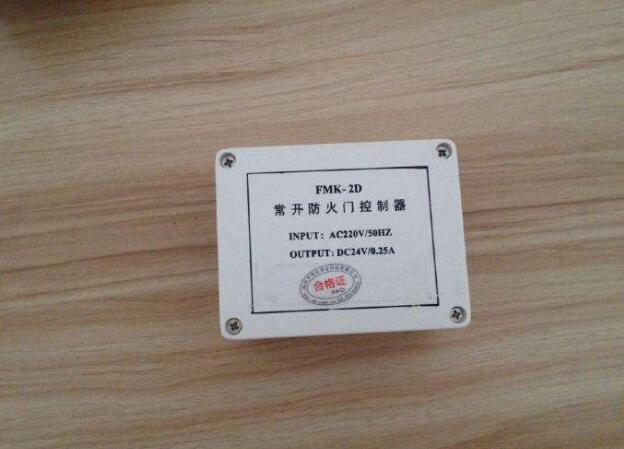 FMK-2D
常开防火门控制器
INPUT: AC220V/50HZ
OUTPUT: DC24V/0.25A
合格证